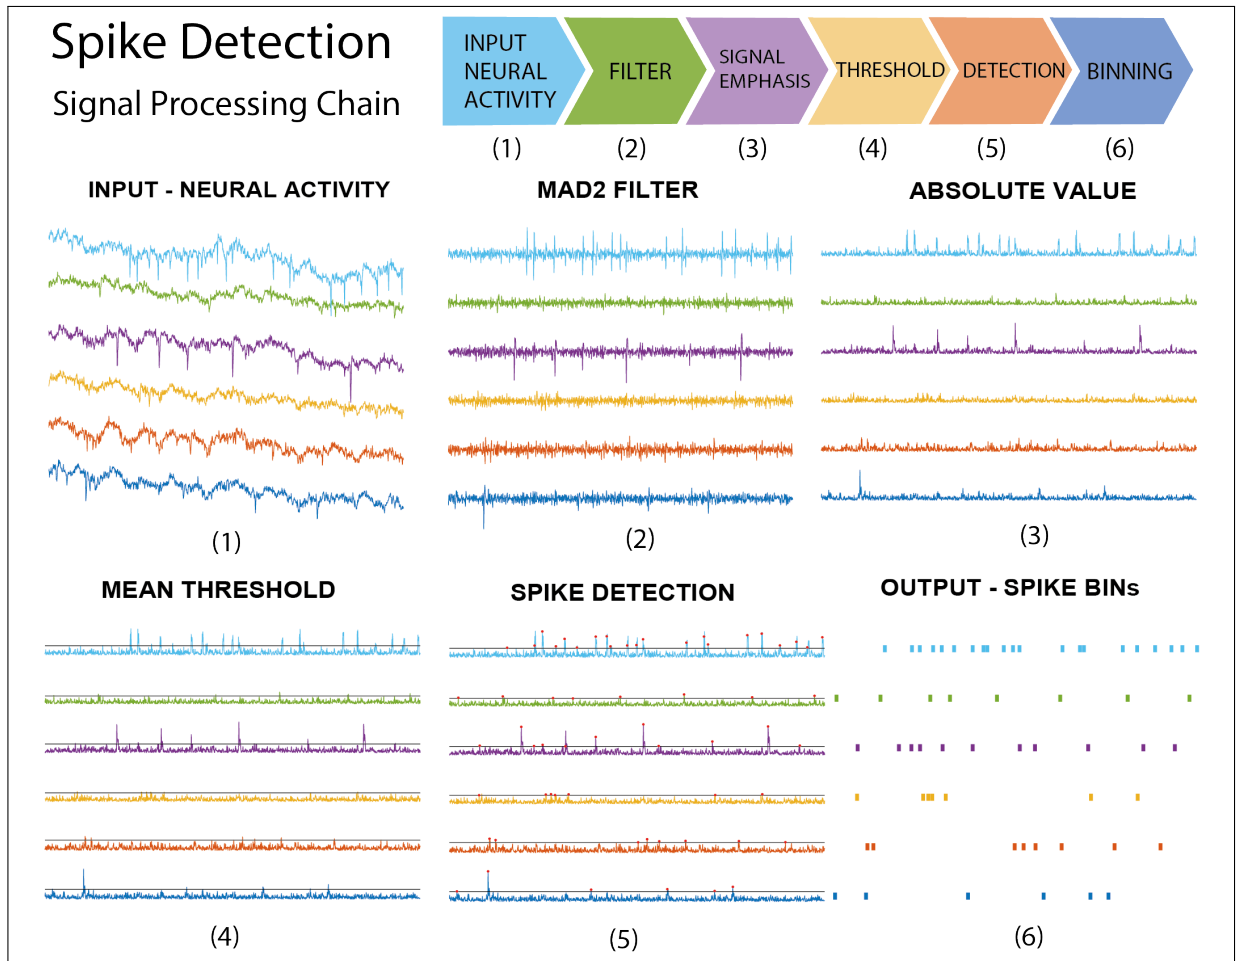 Spike Detection
Signal Processing Chain
INPUT
NEURAL
ACTIVITY
FILTER
SIGNAL
EMPHASIS
THRESHOLD
DETECTION
BINNING
(1)
(2)
(3)
(4)
(5)
(6)
INPUT - NEURAL ACTIVITY
MAD2 FILTER
ABSOLUTE VALUE
(1)
(2)
(3)
MEAN THRESHOLD
SPIKE DETECTION
OUTPUT - SPIKE BINs
(4)
(5)
(6)